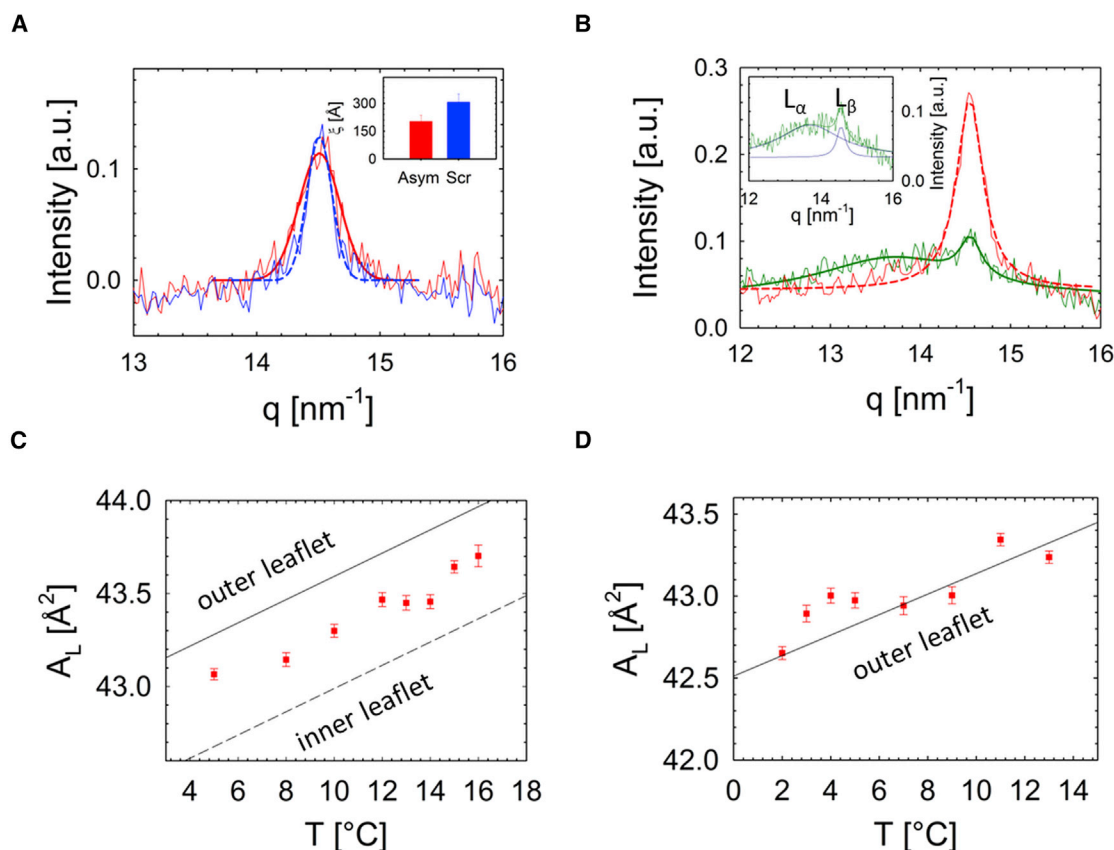 A
B
0.1
0.0
Intensity [a.u.]
300
150
0
ξ [Å]
Asym Scr
13 14 15 16
q [nm⁻¹]
0.3
0.2
0.1
0.0
Intensity [a.u.]
Lα Lβ
0.1
0.0
Intensity [a.u.]
12 14 16
q [nm⁻¹]
12 13 14 15 16
q [nm⁻¹]
C
D
44.0
43.5
43.0
A_L [Å²]
outer leaflet
inner leaflet
4 6 8 10 12 14 16 18
T [°C]
43.5
43.0
42.5
42.0
A_L [Å²]
outer leaflet
0 2 4 6 8 10 12 14
T [°C]